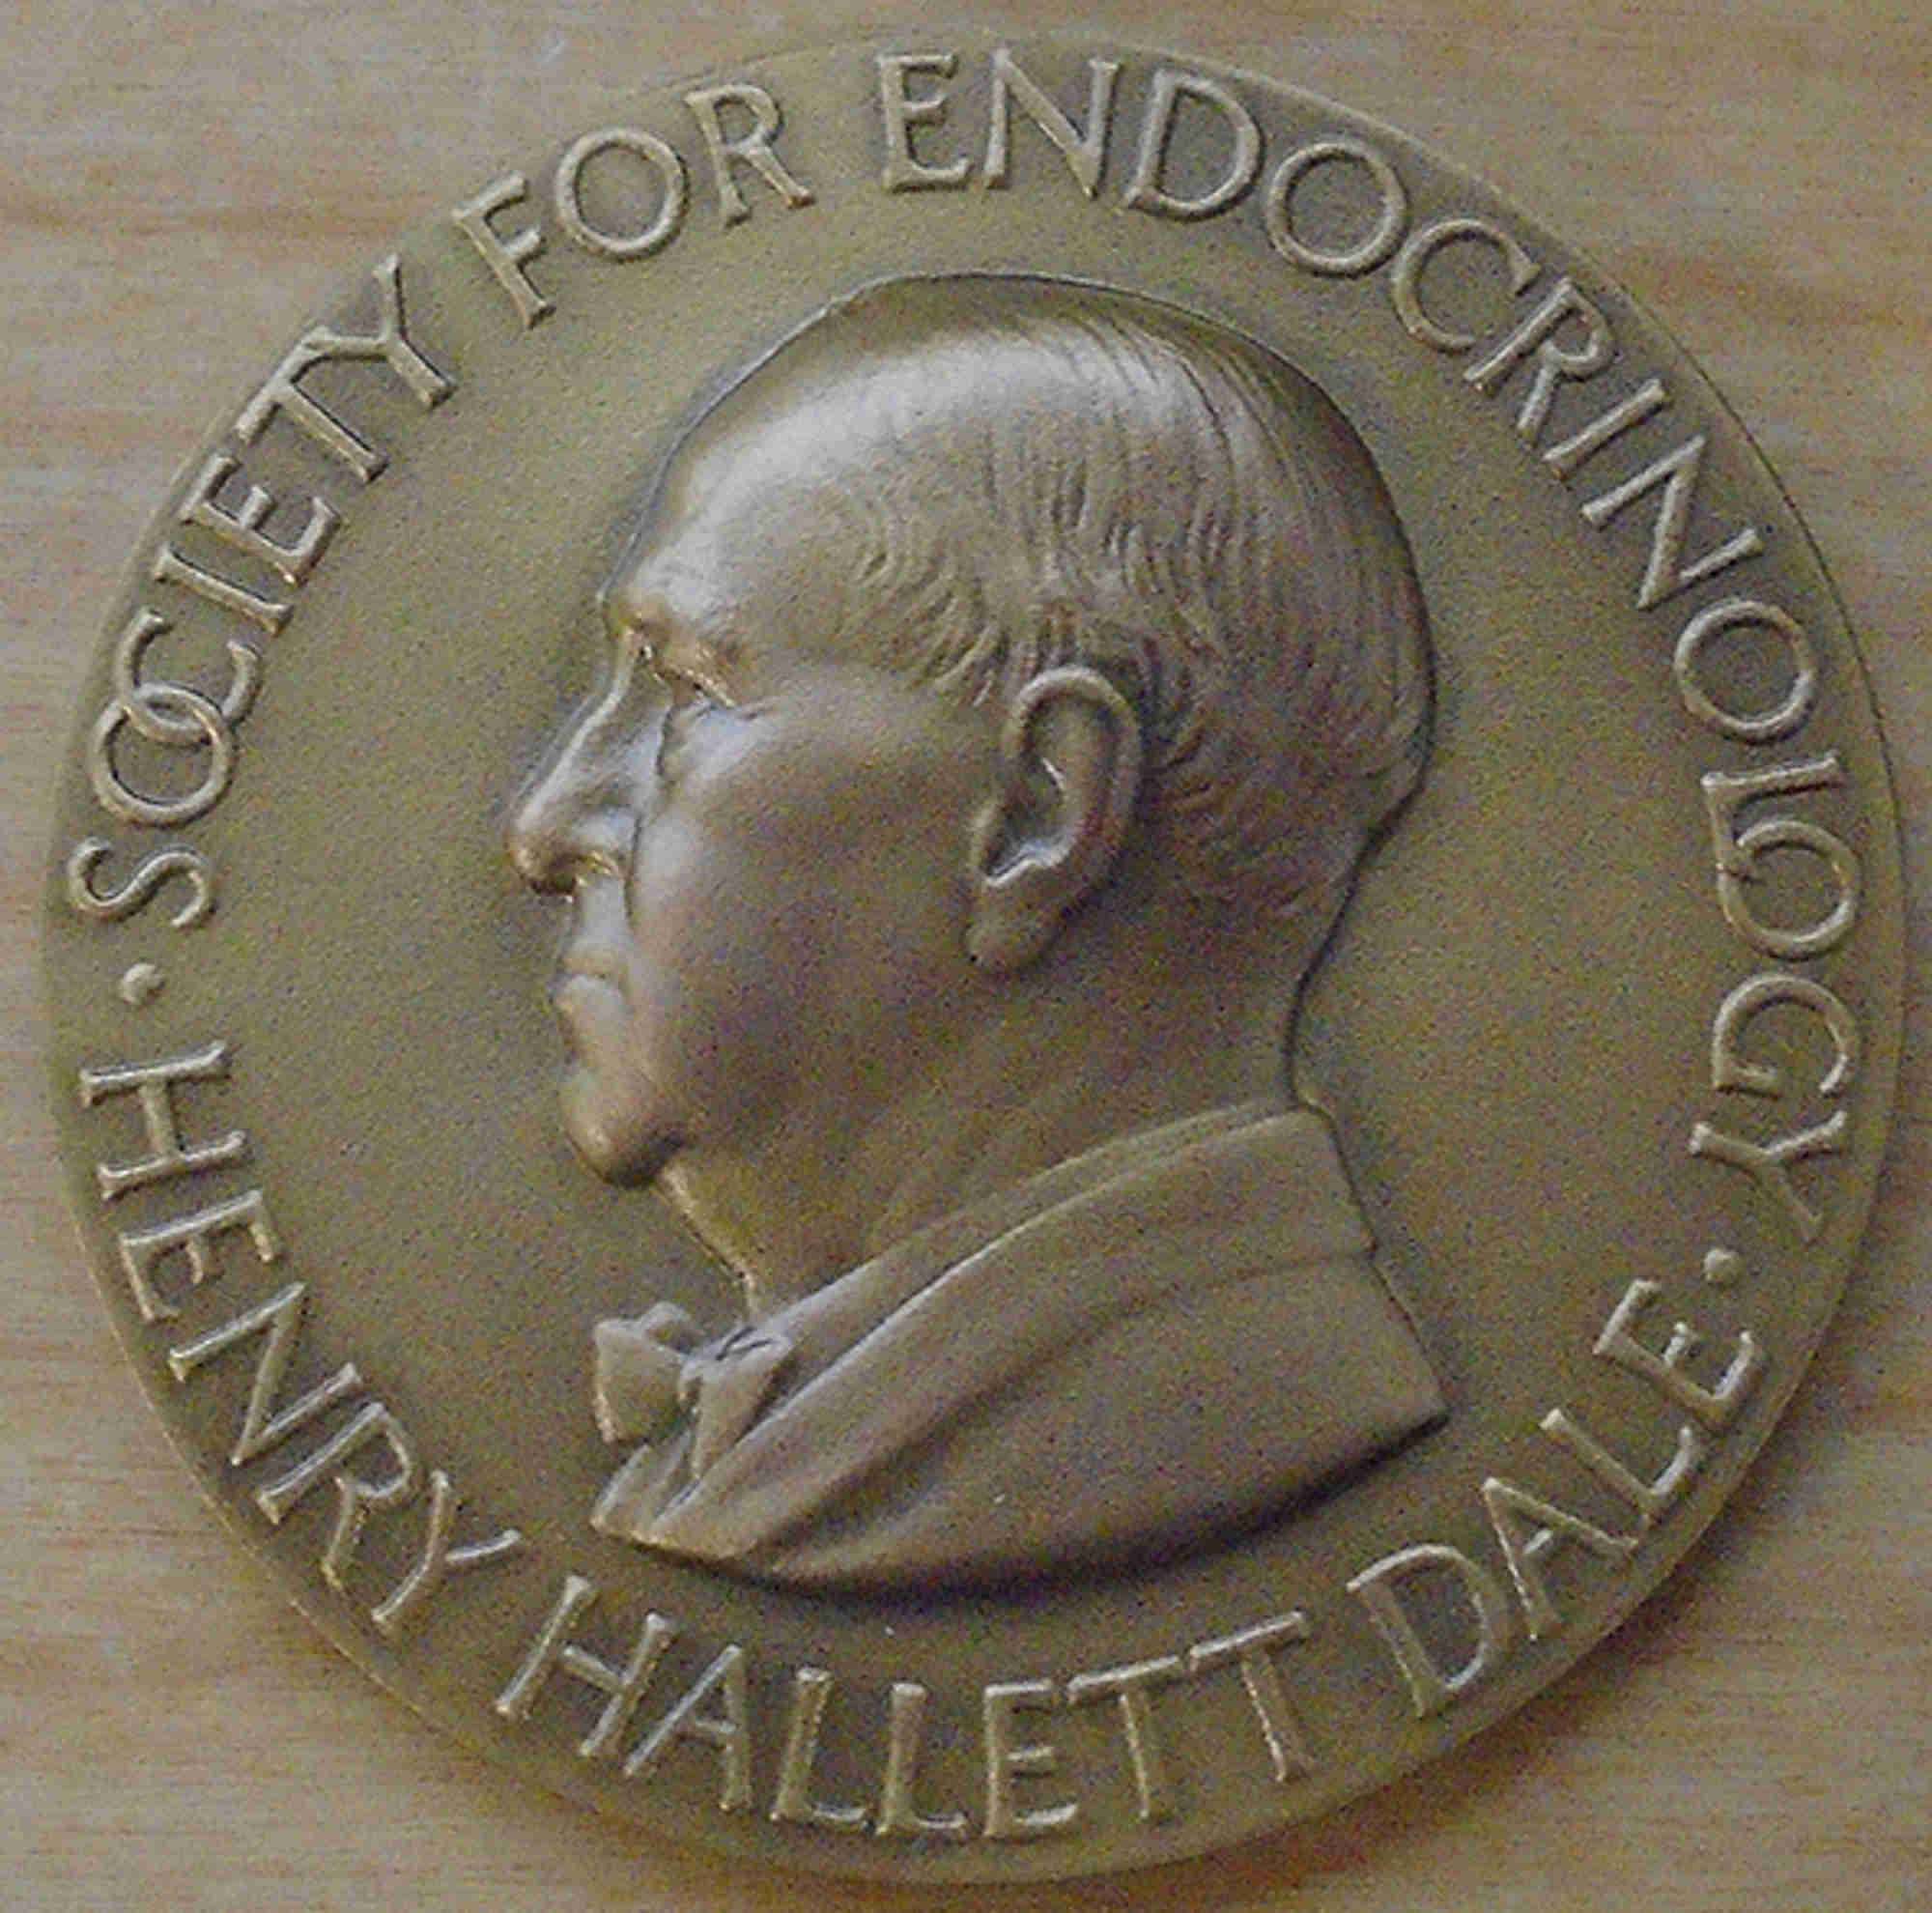 SOCIETY FOR ENDOCRINOLOGY
· HENRY HALLETT DALE ·